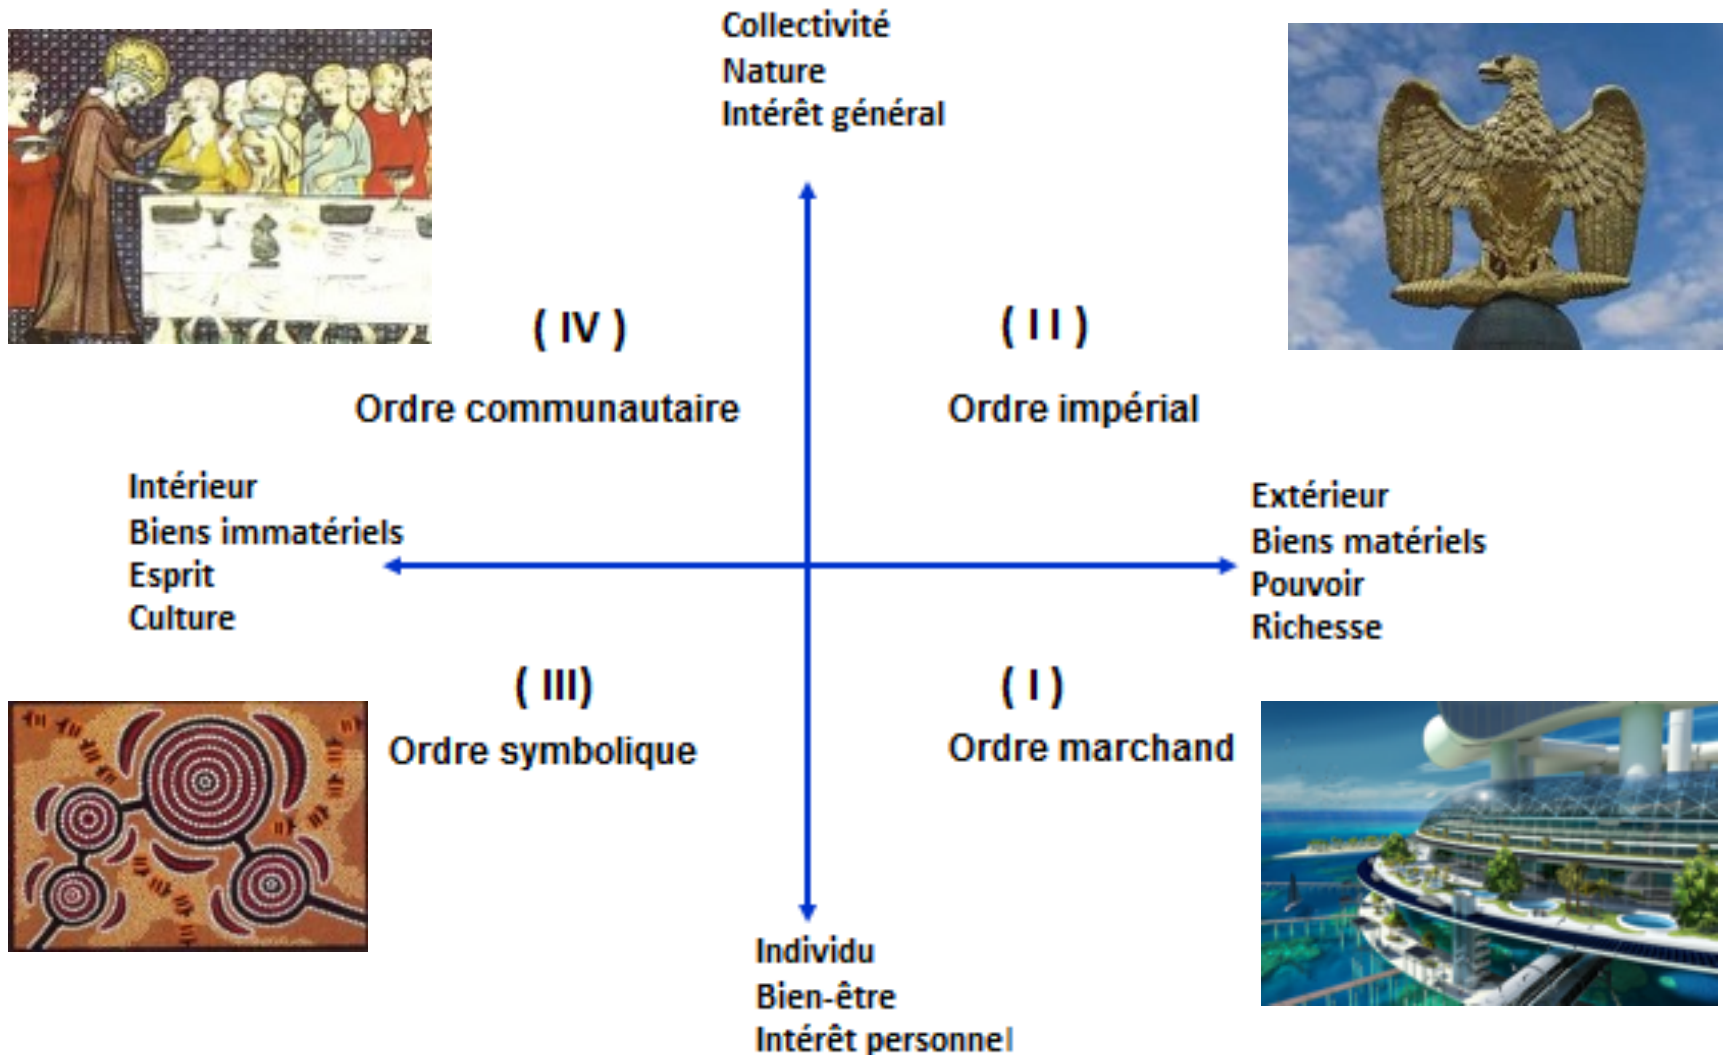 Collectivité
Nature
Intérêt général
( IV )
( I I )
Ordre communautaire
Ordre impérial
Intérieur
Biens immatériels
Esprit
Culture
Extérieur
Biens matériels
Pouvoir
Richesse
( III)
( I )
Ordre symbolique
Ordre marchand
Individu
Bien-être
Intérêt personnel